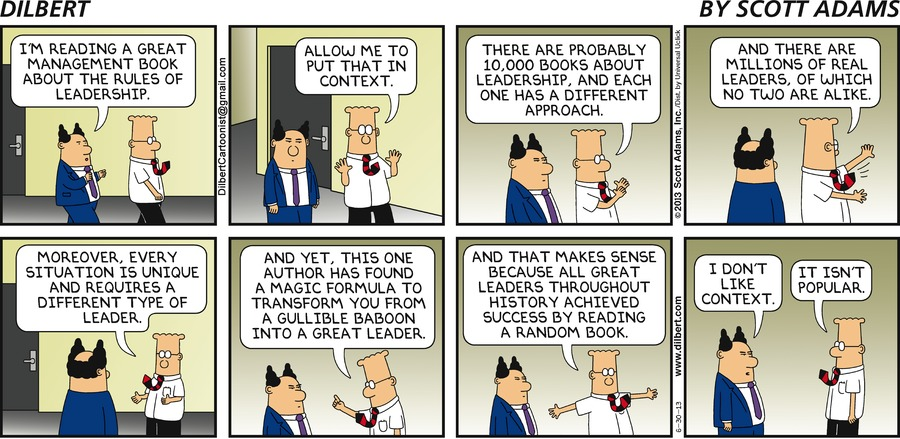 DILBERT
BY SCOTT ADAMS
I'M READING A GREAT
MANAGEMENT BOOK
ABOUT THE RULES OF
LEADERSHIP.
DilbertCartoonist@gmail.com
ALLOW ME TO
PUT THAT IN
CONTEXT.
THERE ARE PROBABLY
10,000 BOOKS ABOUT
LEADERSHIP, AND EACH
ONE HAS A DIFFERENT
APPROACH.
©2013 Scott Adams, Inc. /Dist. by Universal Uclick
AND THERE ARE
MILLIONS OF REAL
LEADERS, OF WHICH
NO TWO ARE ALIKE.
MOREOVER, EVERY
SITUATION IS UNIQUE
AND REQUIRES A
DIFFERENT TYPE OF
LEADER.
AND YET, THIS ONE
AUTHOR HAS FOUND
A MAGIC FORMULA TO
TRANSFORM YOU FROM
A GULLIBLE BABOON
INTO A GREAT LEADER.
AND THAT MAKES SENSE
BECAUSE ALL GREAT
LEADERS THROUGHOUT
HISTORY ACHIEVED
SUCCESS BY READING
A RANDOM BOOK.
6-30-13
www.dilbert.com
I DON'T
LIKE
CONTEXT.
IT ISN'T
POPULAR.